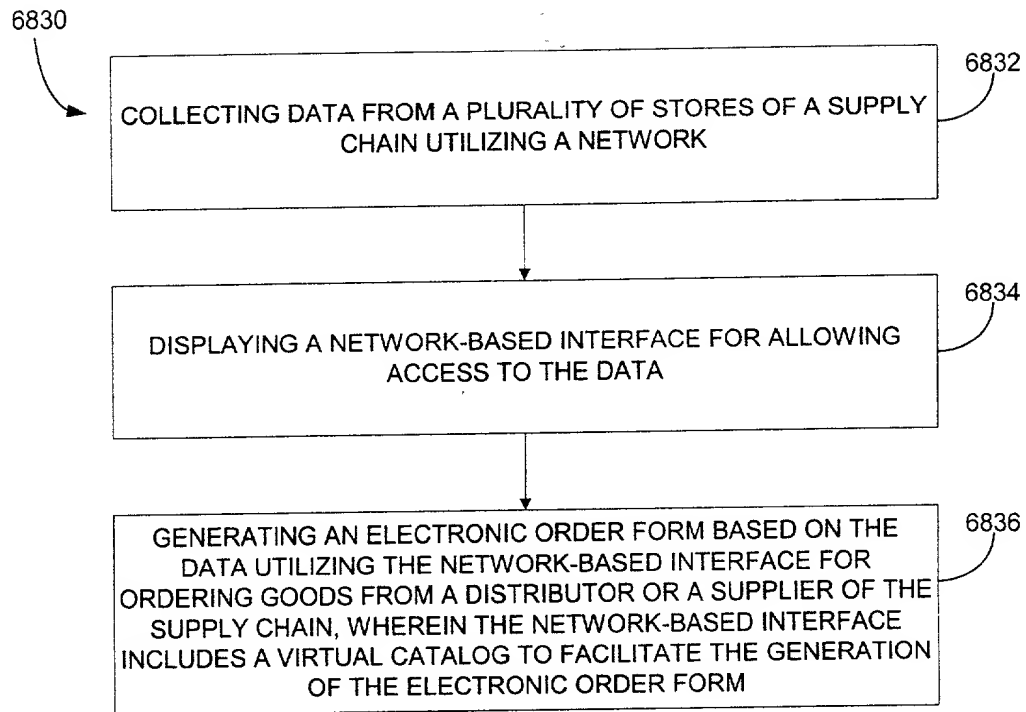 6830
6832
COLLECTING DATA FROM A PLURALITY OF STORES OF A SUPPLY
CHAIN UTILIZING A NETWORK
6834
DISPLAYING A NETWORK-BASED INTERFACE FOR ALLOWING
ACCESS TO THE DATA
6836
GENERATING AN ELECTRONIC ORDER FORM BASED ON THE
DATA UTILIZING THE NETWORK-BASED INTERFACE FOR
ORDERING GOODS FROM A DISTRIBUTOR OR A SUPPLIER OF THE
SUPPLY CHAIN, WHEREIN THE NETWORK-BASED INTERFACE
INCLUDES A VIRTUAL CATALOG TO FACILITATE THE GENERATION
OF THE ELECTRONIC ORDER FORM